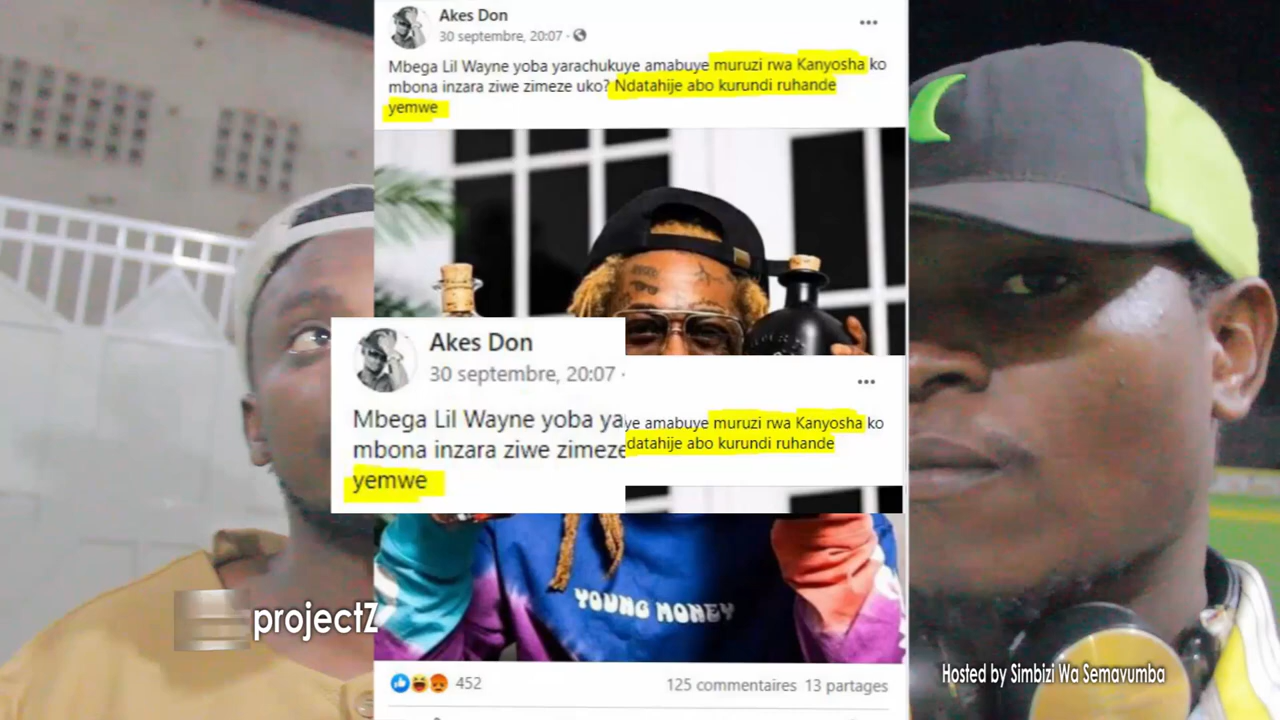 Akes Don
30 septembre, 20:07 ·
Mbega Lil Wayne yoba yarachukuye amabuye muruzi rwa Kanyosha ko
mbona inzara ziwe zimeze uko? Ndatahije abo kurundi ruhande
yemwe
Akes Don
30 septembre, 20:07 ·
Mbega Lil Wayne yoba ya
mbona inzara ziwe zimeze
yemwe
ye amabuye muruzi rwa Kanyosha ko
datahije abo kurundi ruhande
YOUNG MONEY
projectZ
452
125 commentaires 13 partages
Hosted by Simbizi Wa Semavumba